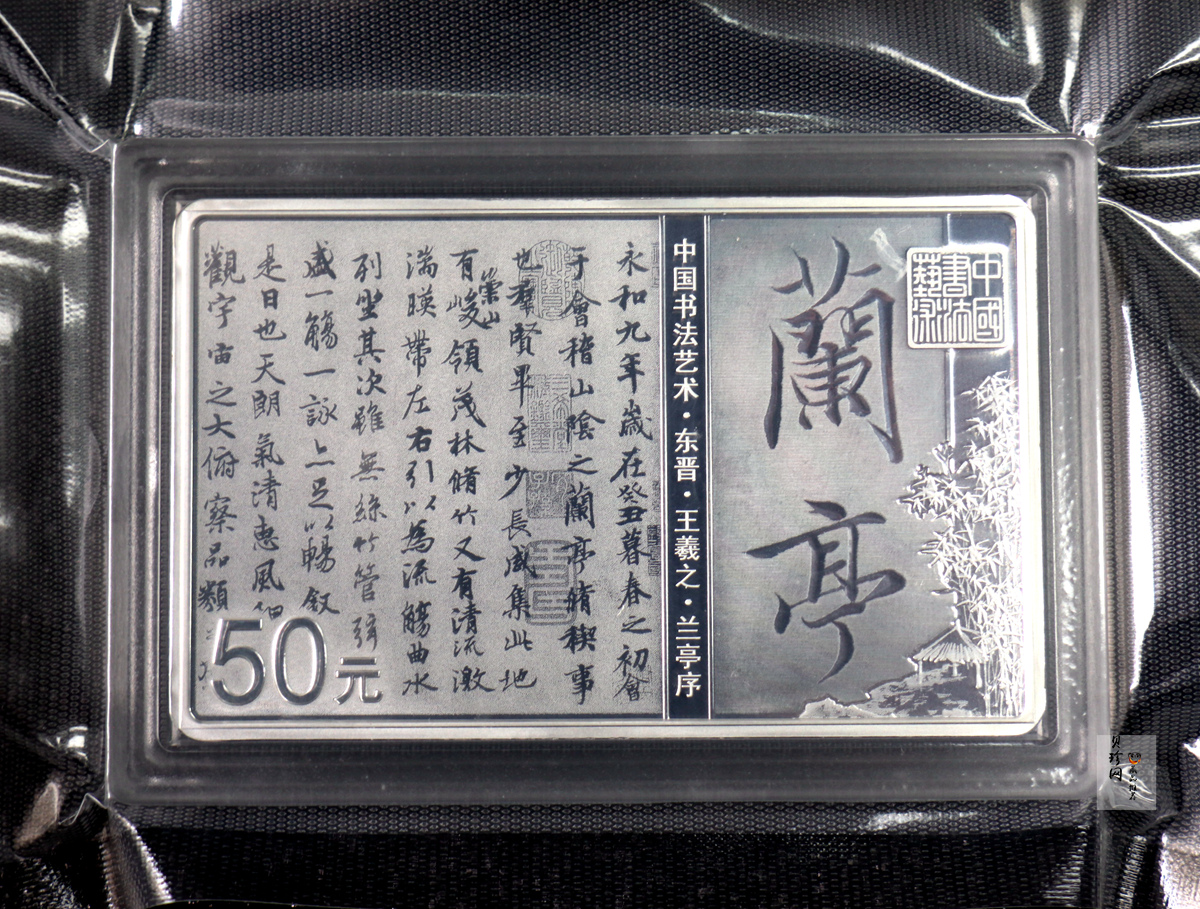 中國
書法
藝術
蘭亭
中国书法艺术·东晋·王羲之·兰亭序
永和九年歲在癸丑暮春之初會
于會稽山陰之蘭亭脩稧事
也羣賢畢至少長咸集此地
有崇山峻領茂林脩竹又有清流激
湍暎帶左右引以為流觴曲水
列坐其次雖無絲竹管弦
盛一觴一詠亦足以暢敘
是日也天朗氣清惠風
觀宇宙之大俯察品類
50元
贝珍网